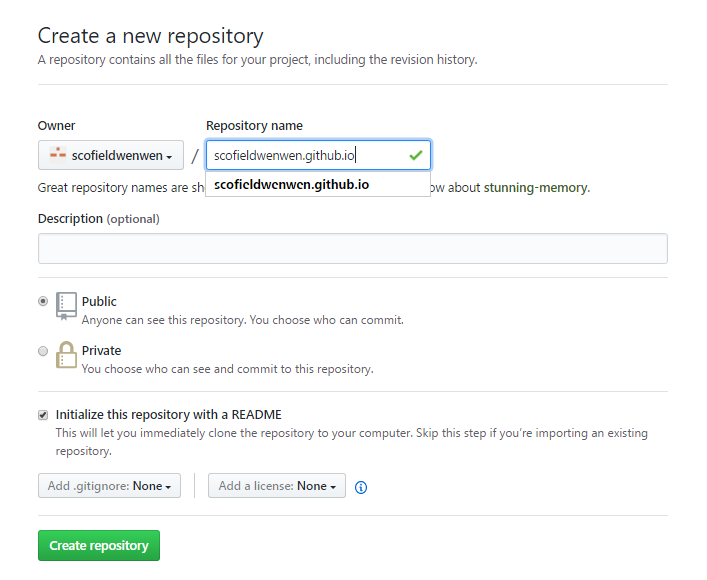 Create a new repository
A repository contains all the files for your project, including the revision history.
Owner
Repository name
scofieldwenwen
/
scofieldwenwen.github.io
Great repository names are sh
ow about stunning-memory.
scofieldwenwen.github.io
Description (optional)
Public
Anyone can see this repository. You choose who can commit.
Private
You choose who can see and commit to this repository.
Initialize this repository with a README
This will let you immediately clone the repository to your computer. Skip this step if you’re importing an existing
repository.
Add .gitignore: None
Add a license: None
Create repository